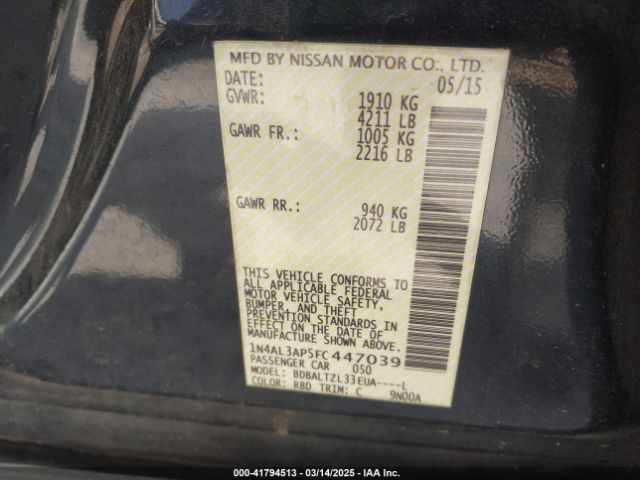 MFD BY NISSAN MOTOR CO., LTD.
DATE: 05/15
GVWR: 1910 KG
4211 LB
GAWR FR.: 1005 KG
2216 LB
GAWR RR.: 940 KG
2072 LB
THIS VEHICLE CONFORMS TO
ALL APPLICABLE FEDERAL
MOTOR VEHICLE SAFETY,
BUMPER, AND THEFT
PREVENTION STANDARDS
IN EFFECT ON THE DATE OF
MANUFACTURE SHOWN ABOVE.
1N4AL3AP5FC447039
PASSENGER CAR 050
MODEL: BDBALTZL33EUA----L
COLOR: RBD TRIM: C 9N00A
000-41794513 - 03/14/2025 - IAA Inc.